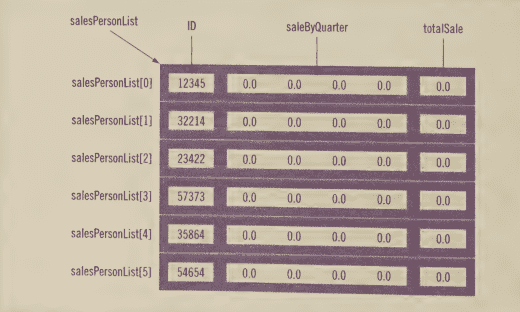 salesPersonList ID saleByQuarter totalSale
salesPersonList[0] 12345 0.0 0.0 0.0 0.0 0.0
salesPersonList[1] 32214 0.0 0.0 0.0 0.0 0.0
salesPersonList[2] 23422 0.0 0.0 0.0 0.0 0.0
salesPersonList[3] 57373 0.0 0.0 0.0 0.0 0.0
salesPersonList[4] 35864 0.0 0.0 0.0 0.0 0.0
salesPersonList[5] 54654 0.0 0.0 0.0 0.0 0.0